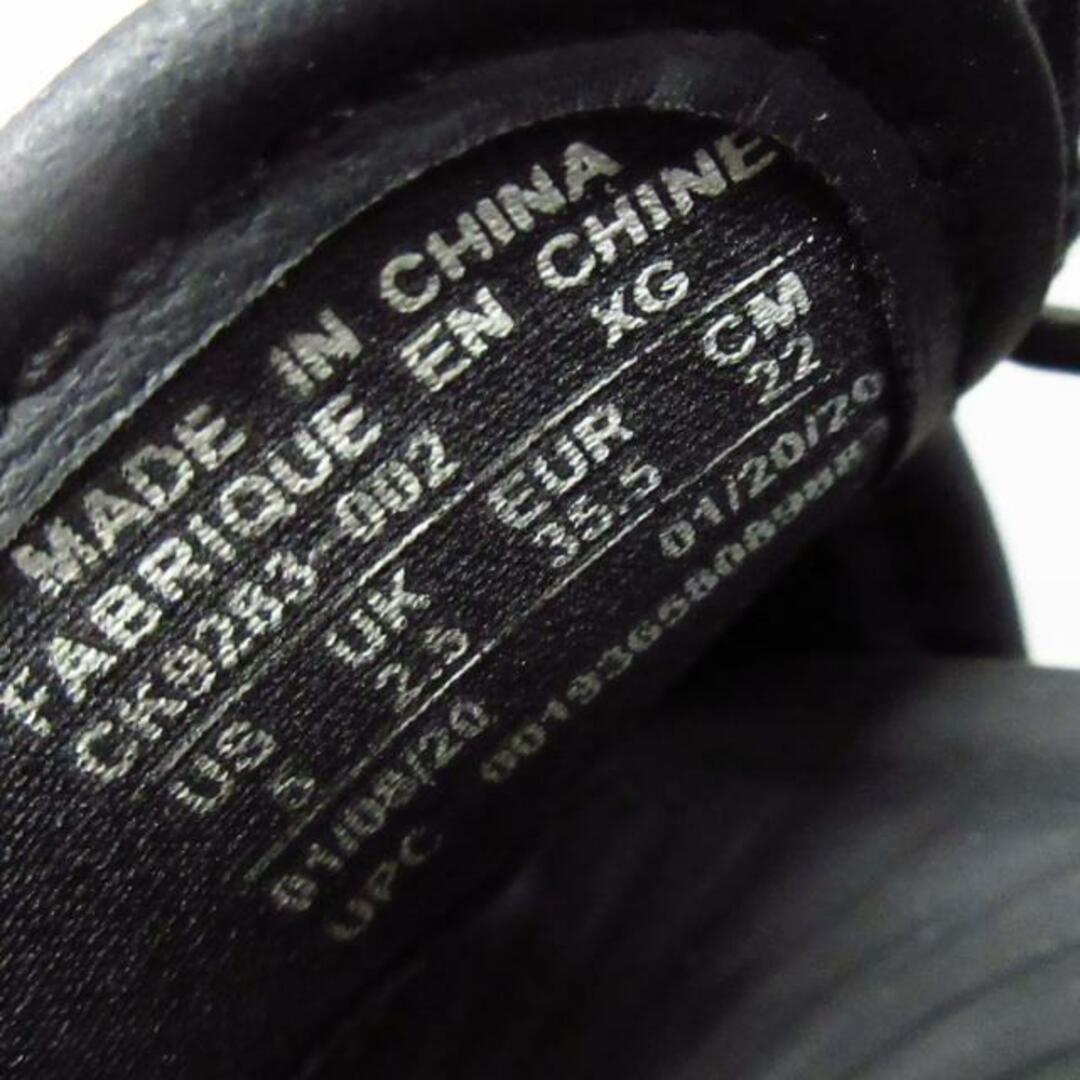 MADE IN CHINA
FABRIQUE EN CHINE
CK9283-002 XG
US UK EUR CM
5 2.5 35.5 22
01/08/20 01/20/20
UPC